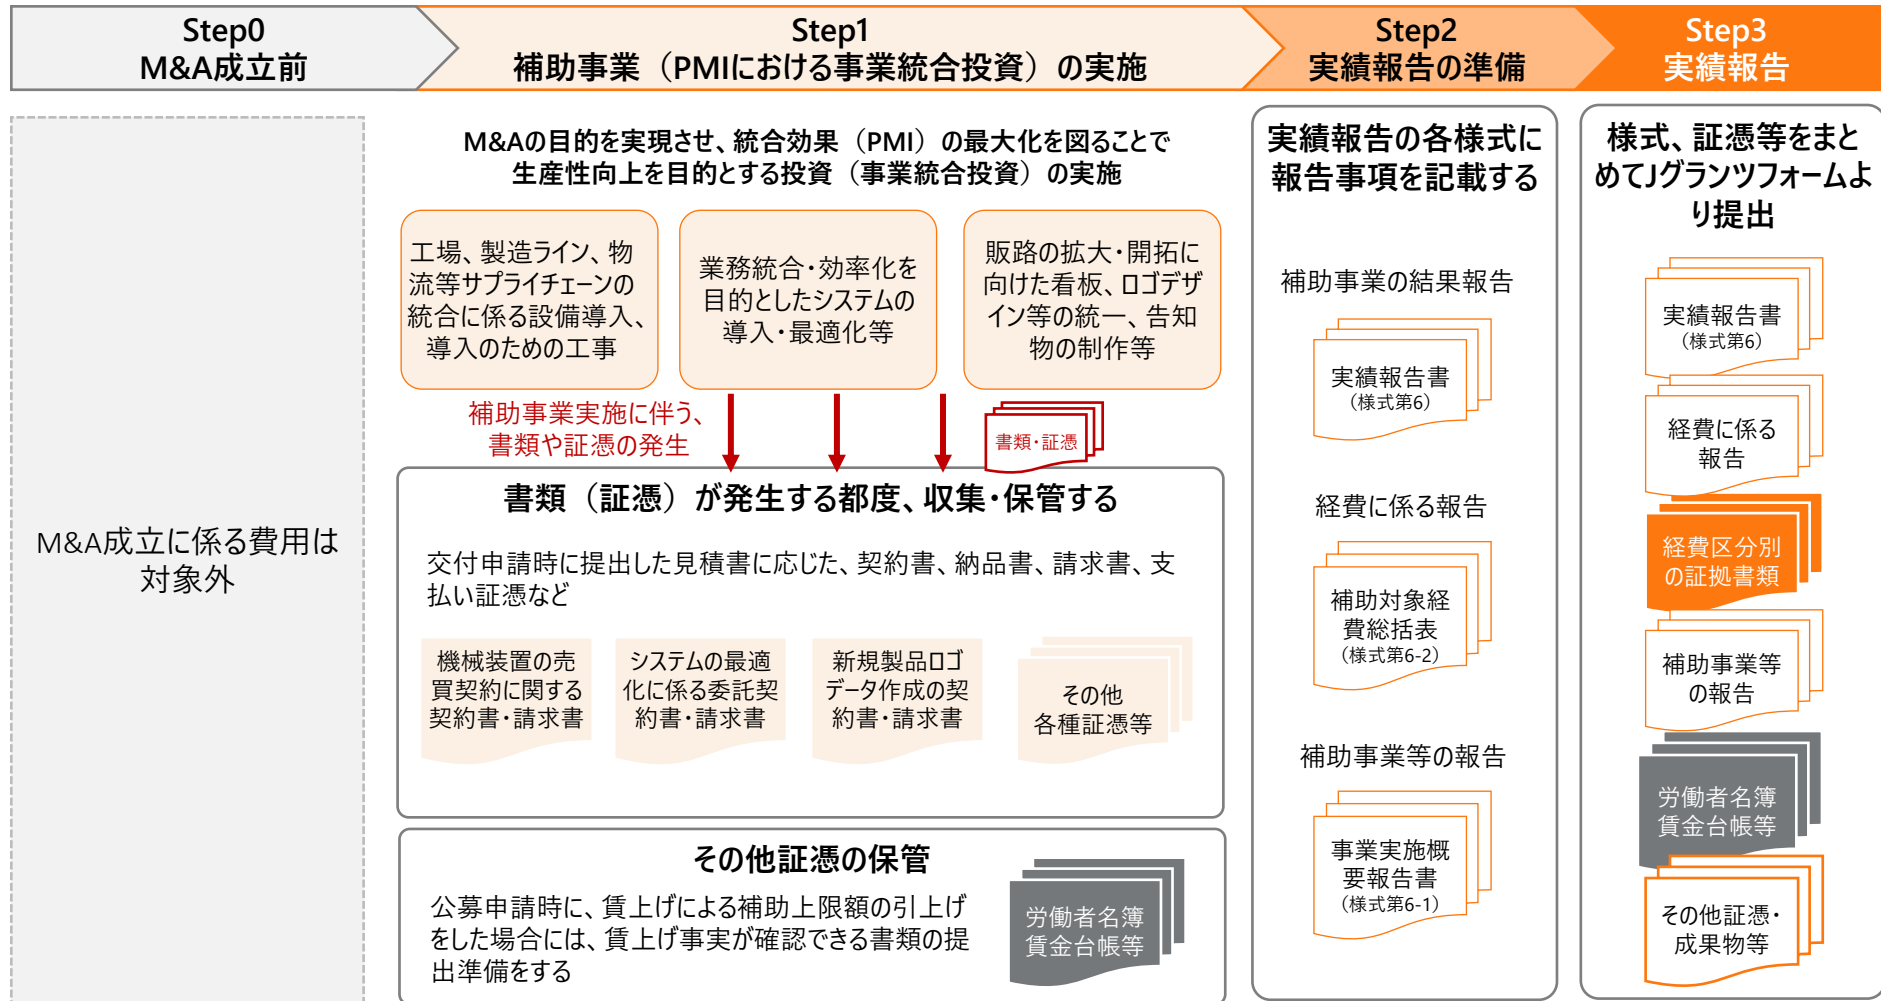 Step0
M&A成立前
Step1
補助事業（PMIにおける事業統合投資）の実施
Step2
実績報告の準備
Step3
実績報告
M&A成立に係る費用は
対象外
M&Aの目的を実現させ、統合効果（PMI）の最大化を図ることで
生産性向上を目的とする投資（事業統合投資）の実施
工場、製造ライン、物
流等サプライチェーンの
統合に係る設備導入、
導入のための工事
業務統合・効率化を
目的としたシステムの
導入・最適化等
販路の拡大・開拓に
向けた看板、ロゴデザ
イン等の統一、告知
物の制作等
補助事業実施に伴う、
書類や証憑の発生
書類・証憑
書類（証憑）が発生する都度、収集・保管する
交付申請時に提出した見積書に応じた、契約書、納品書、請求書、支
払い証憑など
機械装置の売
買契約に関する
契約書・請求書
システムの最適
化に係る委託契
約書・請求書
新規製品ロゴ
データ作成の契
約書・請求書
その他
各種証憑等
その他証憑の保管
公募申請時に、賃上げによる補助上限額の引上げ
をした場合には、賃上げ事実が確認できる書類の提
出準備をする
労働者名簿
賃金台帳等
実績報告の各様式に
報告事項を記載する
補助事業の結果報告
実績報告書
（様式第6）
経費に係る報告
補助対象経
費総括表
（様式第6-2）
補助事業等の報告
事業実施概
要報告書
（様式第6-1）
様式、証憑等をまと
めてJグランツフォームよ
り提出
実績報告書
（様式第6）
経費に係る
報告
経費区分別
の証拠書類
補助事業等
の報告
労働者名簿
賃金台帳等
その他証憑・
成果物等